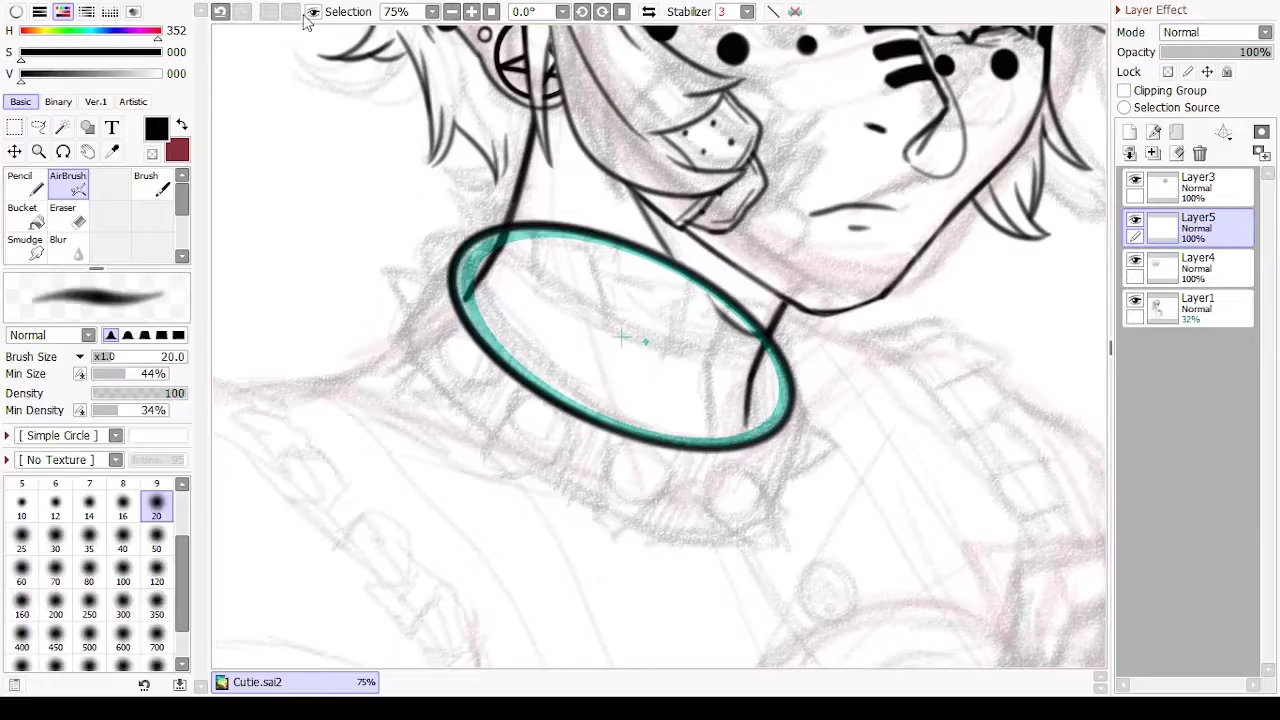 Selection 75% 0.0° Stabilizer 3
H 352
S 000
V 000
Basic Binary Ver.1 Artistic
T
Pencil AirBrush Brush
Bucket Eraser
Smudge Blur
Normal
Brush Size x1.0 20.0
Min Size 44%
Density 100
Min Density 34%
[ Simple Circle ]
[ No Texture ] Intens. 95
5 6 7 8 9
10 12 14 16 20
25 30 35 40 50
60 70 80 100 120
160 200 250 300 350
400 450 500 600 700
Cutie.sai2 75%
Layer Effect
Mode Normal
Opacity 100%
Lock
Clipping Group
Selection Source
Layer3
Normal
100%
Layer5
Normal
100%
Layer4
Normal
100%
Layer1
Normal
32%